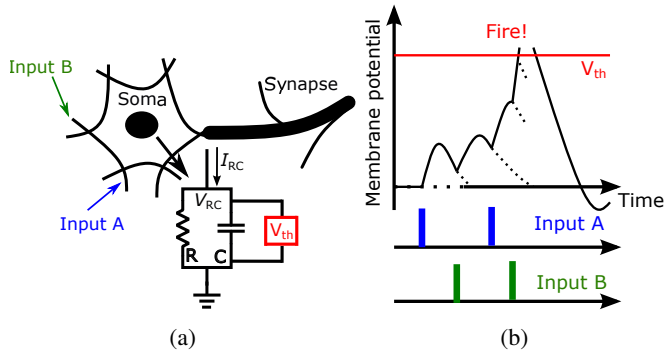 Input B
Soma
Synapse
I_RC
V_RC
Input A
R
C
V_th
(a)
Membrane potential
Fire!
V_th
Time
Input A
Input B
(b)